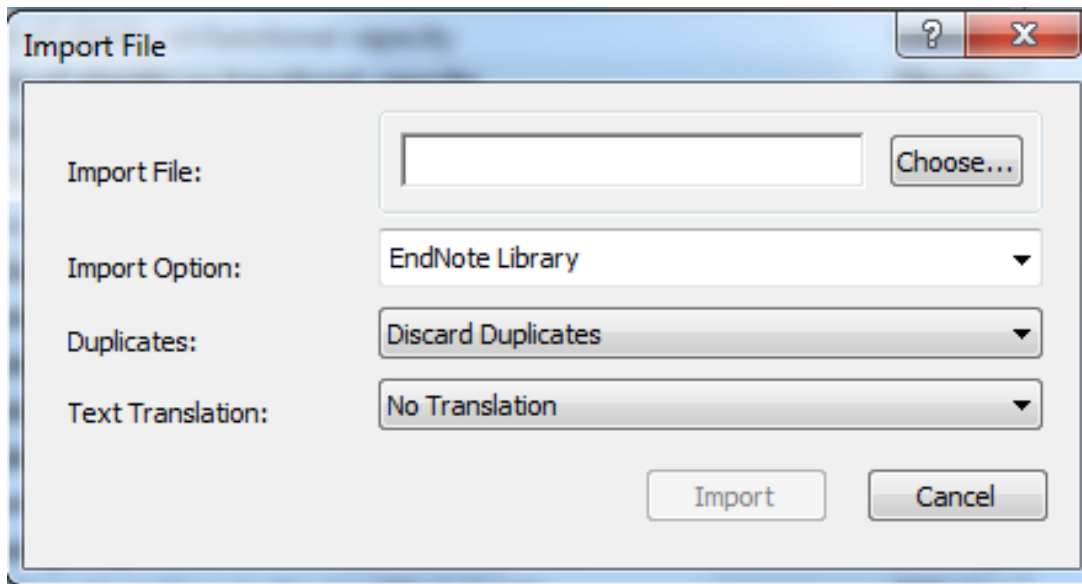 Import File
?
X
Import File:
Choose...
Import Option:
EndNote Library
Duplicates:
Discard Duplicates
Text Translation:
No Translation
Import
Cancel